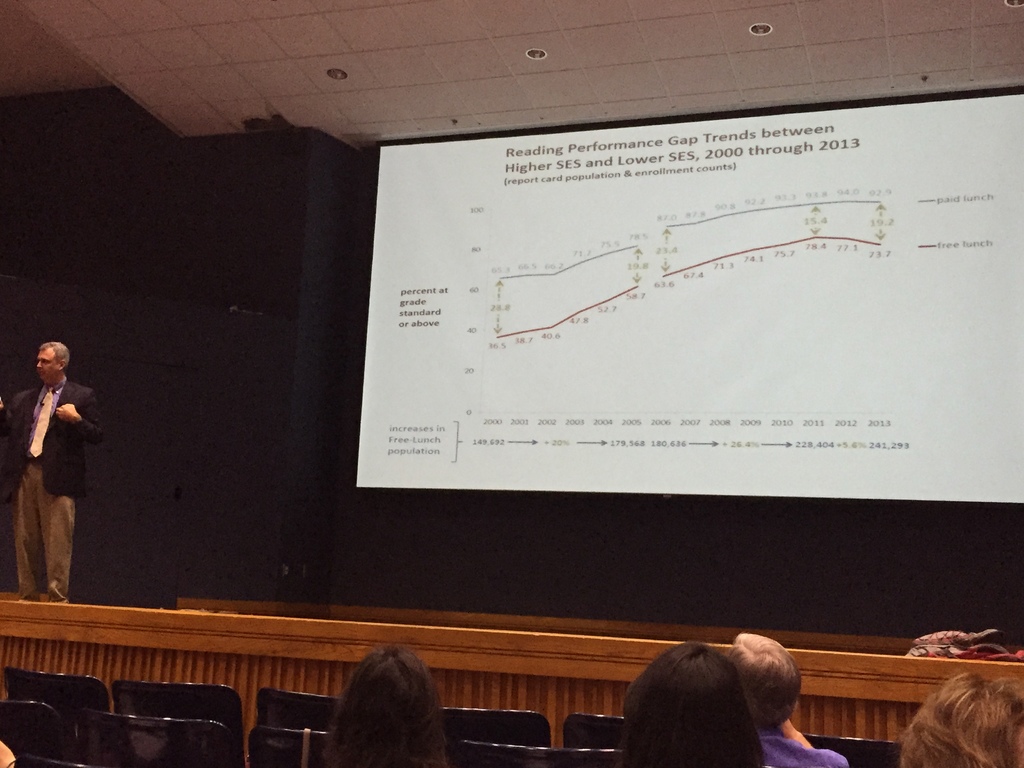 Reading Performance Gap Trends between
Higher SES and Lower SES, 2000 through 2013
(report card population & enrollment counts)
100
80
60
40
20
0
percent at
grade
standard
or above
65.3 66.5 66.2 71.2 75.9 78.5 87.0 87.8 90.8 92.2 93.3 93.8 94.0 92.9
paid lunch
28.8 19.8 23.4 15.4 19.2
free lunch
36.5 38.7 40.6 47.8 52.7 58.7 63.6 67.4 71.3 74.1 75.7 78.4 77.1 23.7
2000 2001 2002 2003 2004 2005 2006 2007 2008 2009 2010 2011 2012 2013
increases in
Free-Lunch
population
149,692 + 20% 179,568 180,636 + 26.4% 228,404 +5.6% 241,293